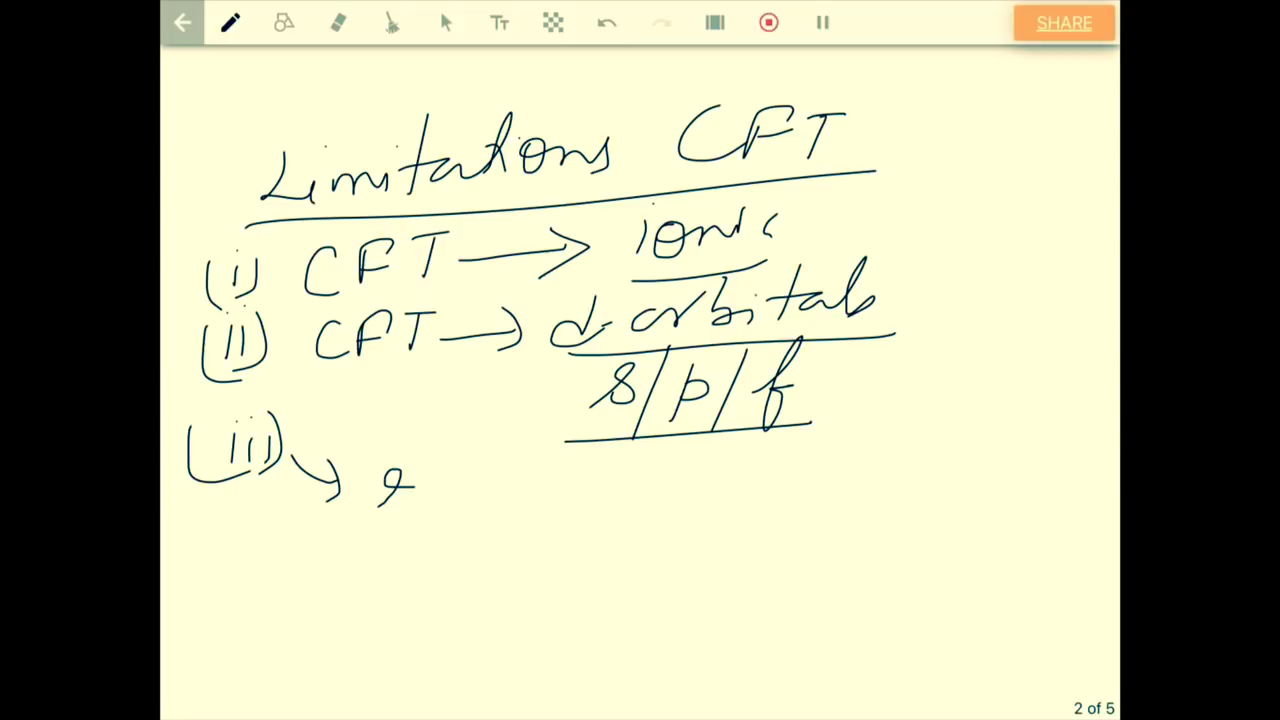 SHARE
Limitations CFT
(i) CFT → ionic
(ii) CFT → d-orbitals
s/p/f
(iii) →
2 of 5